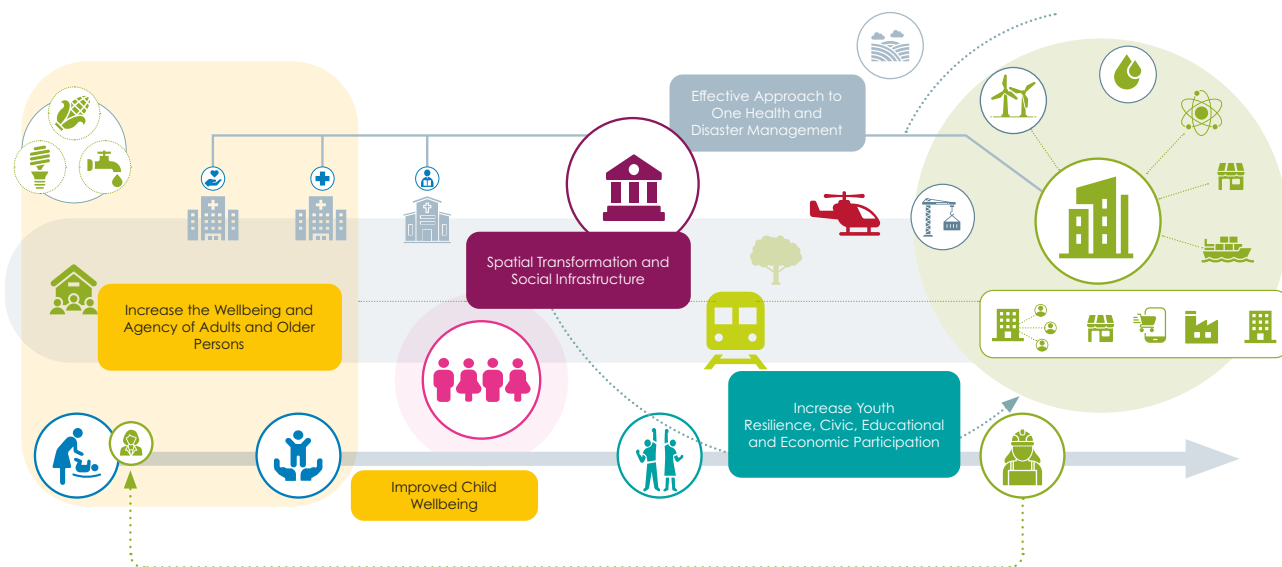 Effective Approach to
One Health and
Disaster Management
Spatial Transformation and
Social Infrastructure
Increase the Wellbeing and
Agency of Adults and Older
Persons
Increase Youth
Resilience, Civic, Educational
and Economic Participation
Improved Child
Wellbeing